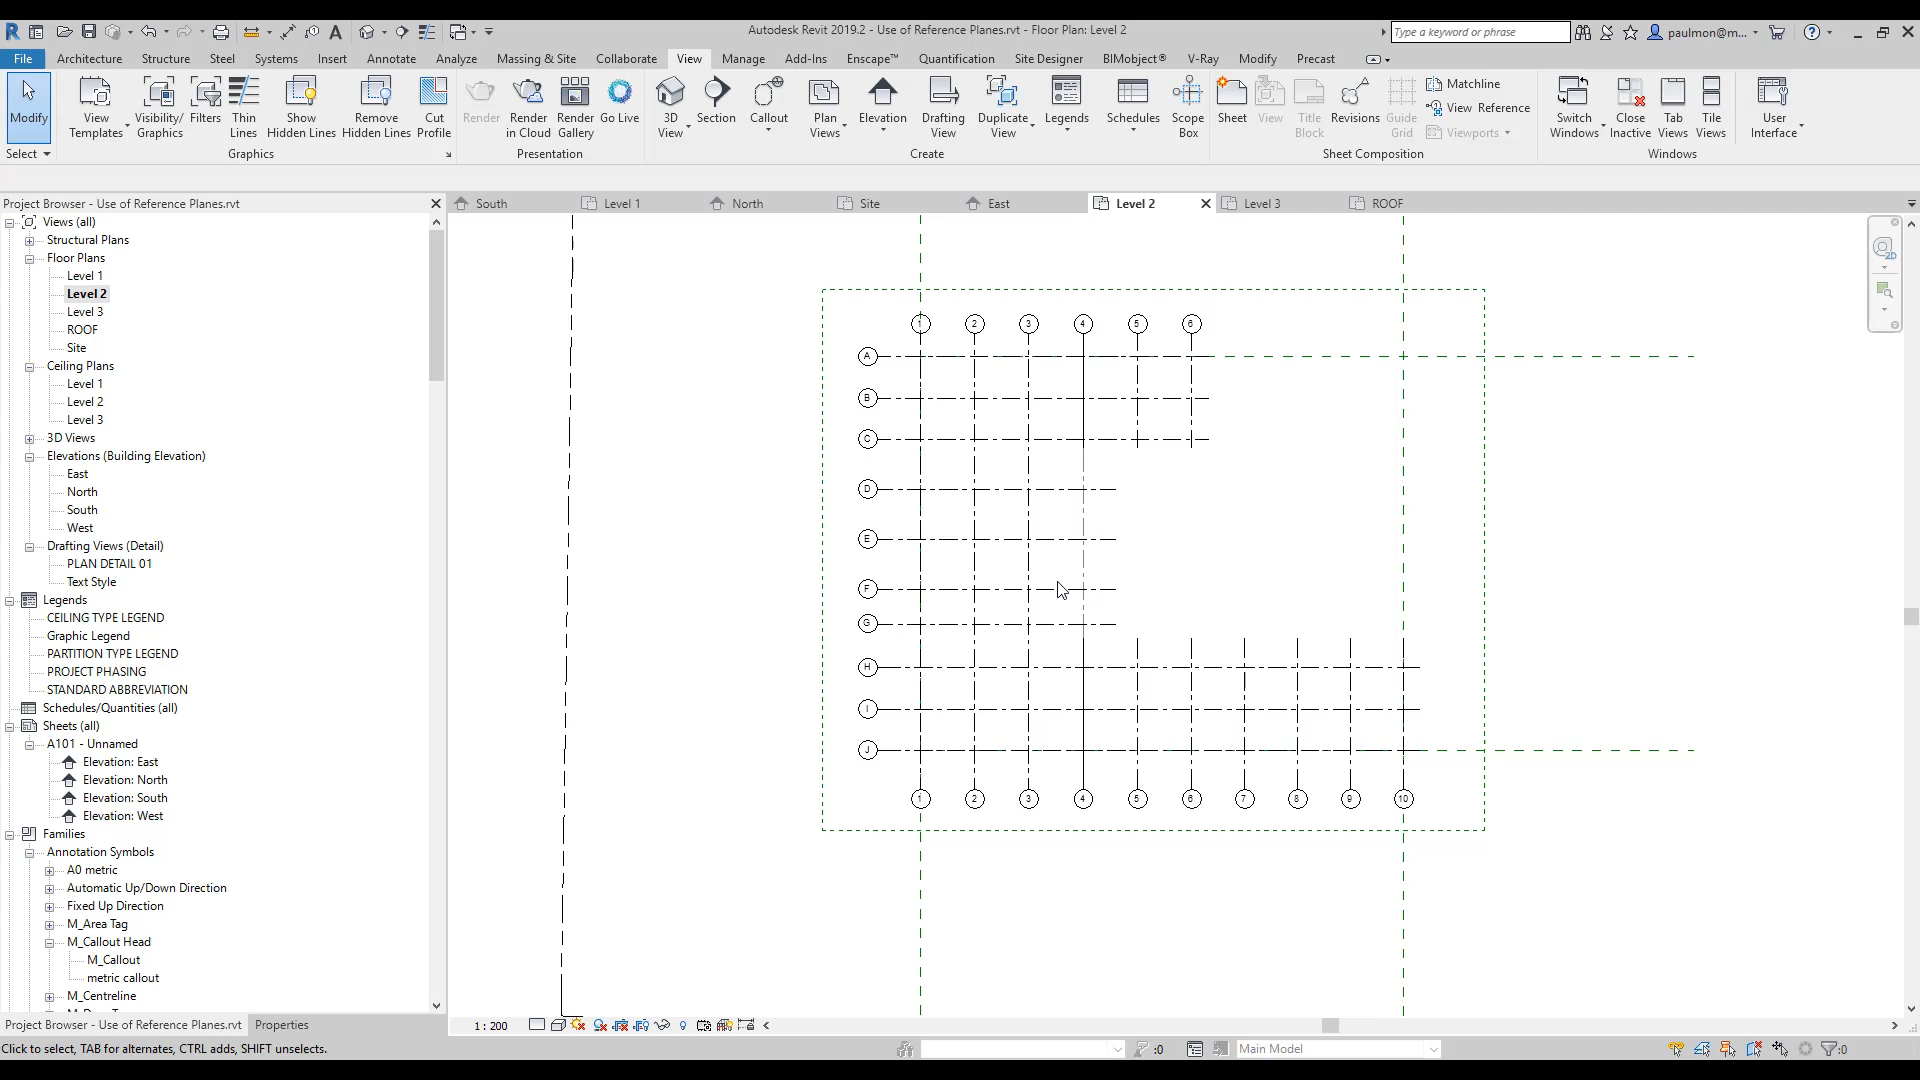 Autodesk Revit 2019.2 - Use of Reference Planes.rvt - Floor Plan: Level 2
Type a keyword or phrase
paulmon@m...
File Architecture Structure Steel Systems Insert Annotate Analyze Massing & Site Collaborate View Manage Add-Ins Enscape™ Quantification Site Designer BIMobject® V-Ray Modify Precast
Modify
View Templates
Visibility/ Graphics
Filters
Thin Lines
Show Hidden Lines
Remove Hidden Lines
Cut Profile
Render
Render in Cloud
Render Gallery
Go Live
3D View
Section
Callout
Plan Views
Elevation
Drafting View
Duplicate View
Legends
Schedules
Scope Box
Sheet
View
Title Block
Revisions
Guide Grid
Matchline
View Reference
Viewports
Switch Windows
Close Inactive
Tab Views
Tile Views
User Interface
Select Graphics Presentation Create Sheet Composition Windows
Project Browser - Use of Reference Planes.rvt
South Level 1 North Site East Level 2 Level 3 ROOF
Views (all)
Structural Plans
Floor Plans
Level 1
Level 2
Level 3
ROOF
Site
Ceiling Plans
Level 1
Level 2
Level 3
3D Views
Elevations (Building Elevation)
East
North
South
West
Drafting Views (Detail)
PLAN DETAIL 01
Text Style
Legends
CEILING TYPE LEGEND
Graphic Legend
PARTITION TYPE LEGEND
PROJECT PHASING
STANDARD ABBREVIATION
Schedules/Quantities (all)
Sheets (all)
A101 - Unnamed
Elevation: East
Elevation: North
Elevation: South
Elevation: West
Families
Annotation Symbols
A0 metric
Automatic Up/Down Direction
Fixed Up Direction
M_Area Tag
M_Callout Head
M_Callout
metric callout
M_Centreline
1 2 3 4 5 6
A
B
C
D
E
F
G
H
I
J
1 2 3 4 5 6 7 8 9 10
2D
Project Browser - Use of Reference Planes.rvt Properties
1 : 200
Click to select, TAB for alternates, CTRL adds, SHIFT unselects.
:0
Main Model
:0